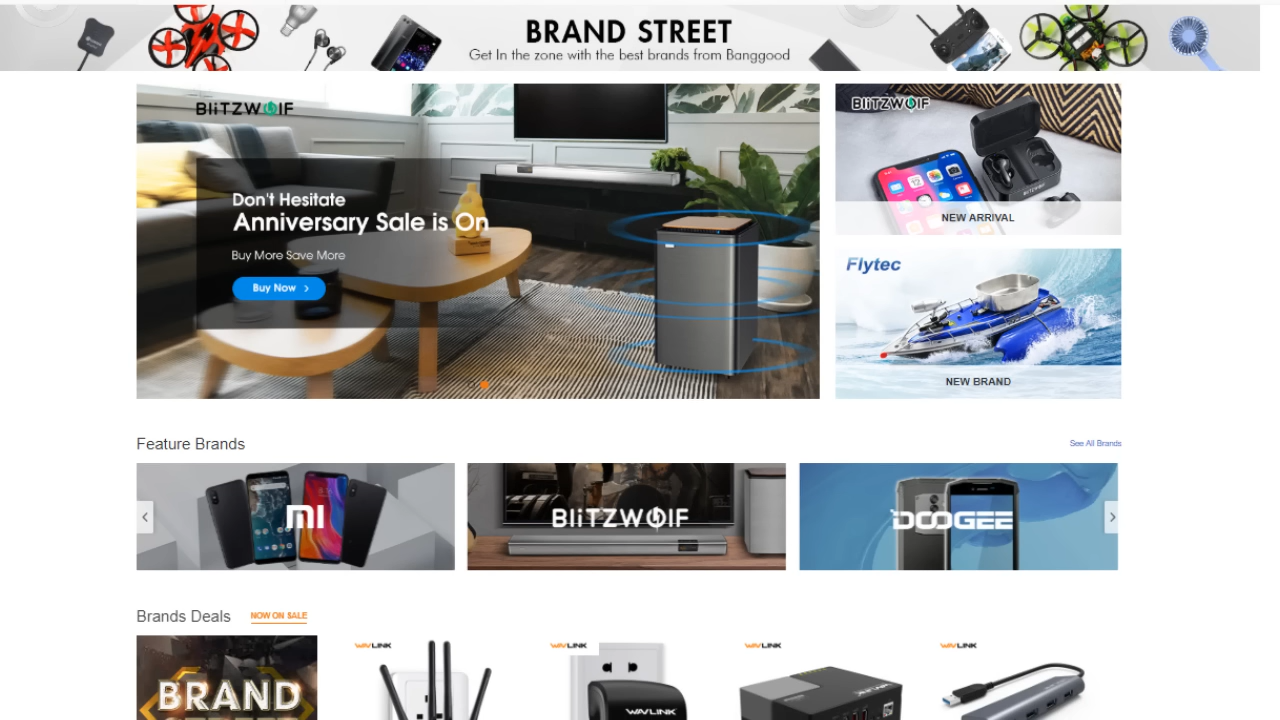 BRAND STREET
Get In the zone with the best brands from Banggood
BliTZWOlF
Don't Hesitate
Anniversary Sale is On
Buy More Save More
Buy Now >
BliTZWOlF
BLITZWOLF
NEW ARRIVAL
Flytec
NEW BRAND
Feature Brands
See All Brands
mi
BliTZWOlF
DOOGEE
Brands Deals
NOW ON SALE
BRAND
WAVLINK
WAVLINK
WAVLINK
WAVLINK
WAVLINK